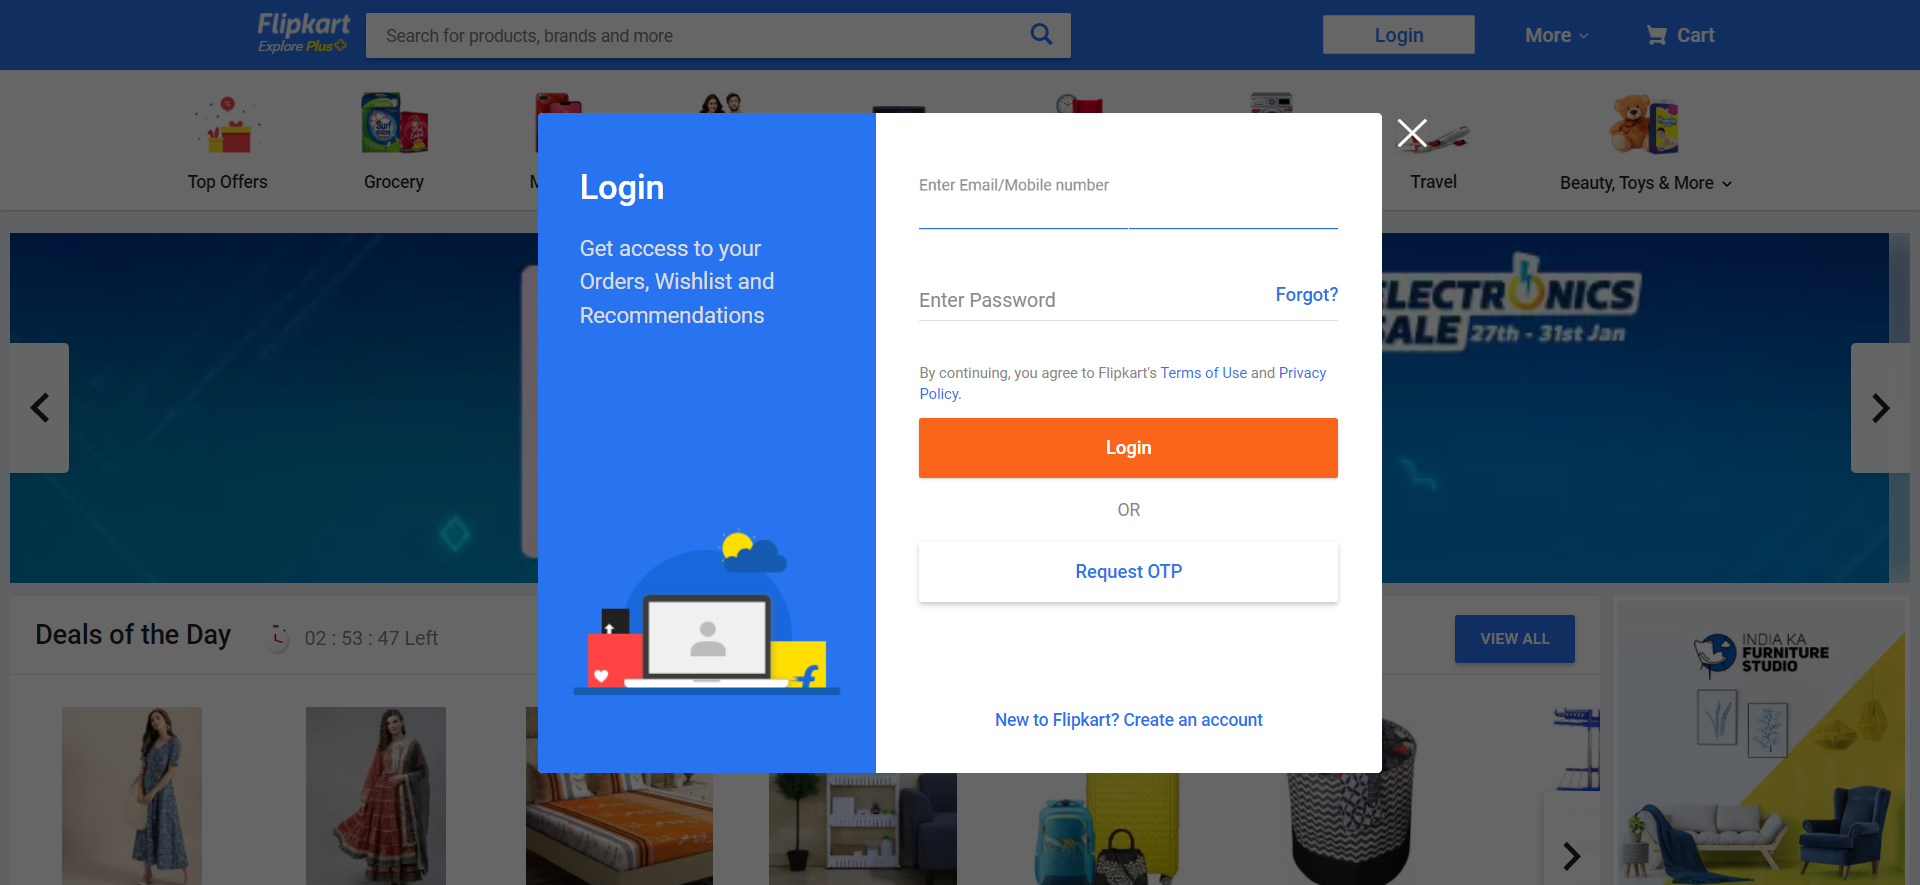 Flipkart
Explore Plus
Search for products, brands and more
Login
More
Cart
Top Offers
Grocery
M
Travel
Beauty, Toys & More
Login
Get access to your
Orders, Wishlist and
Recommendations
Enter Email/Mobile number
Enter Password
Forgot?
By continuing, you agree to Flipkart's Terms of Use and Privacy
Policy.
Login
OR
Request OTP
New to Flipkart? Create an account
ELECTRONICS
SALE 27th - 31st Jan
Deals of the Day
02 : 53 : 47 Left
VIEW ALL
INDIA KA
FURNITURE
STUDIO